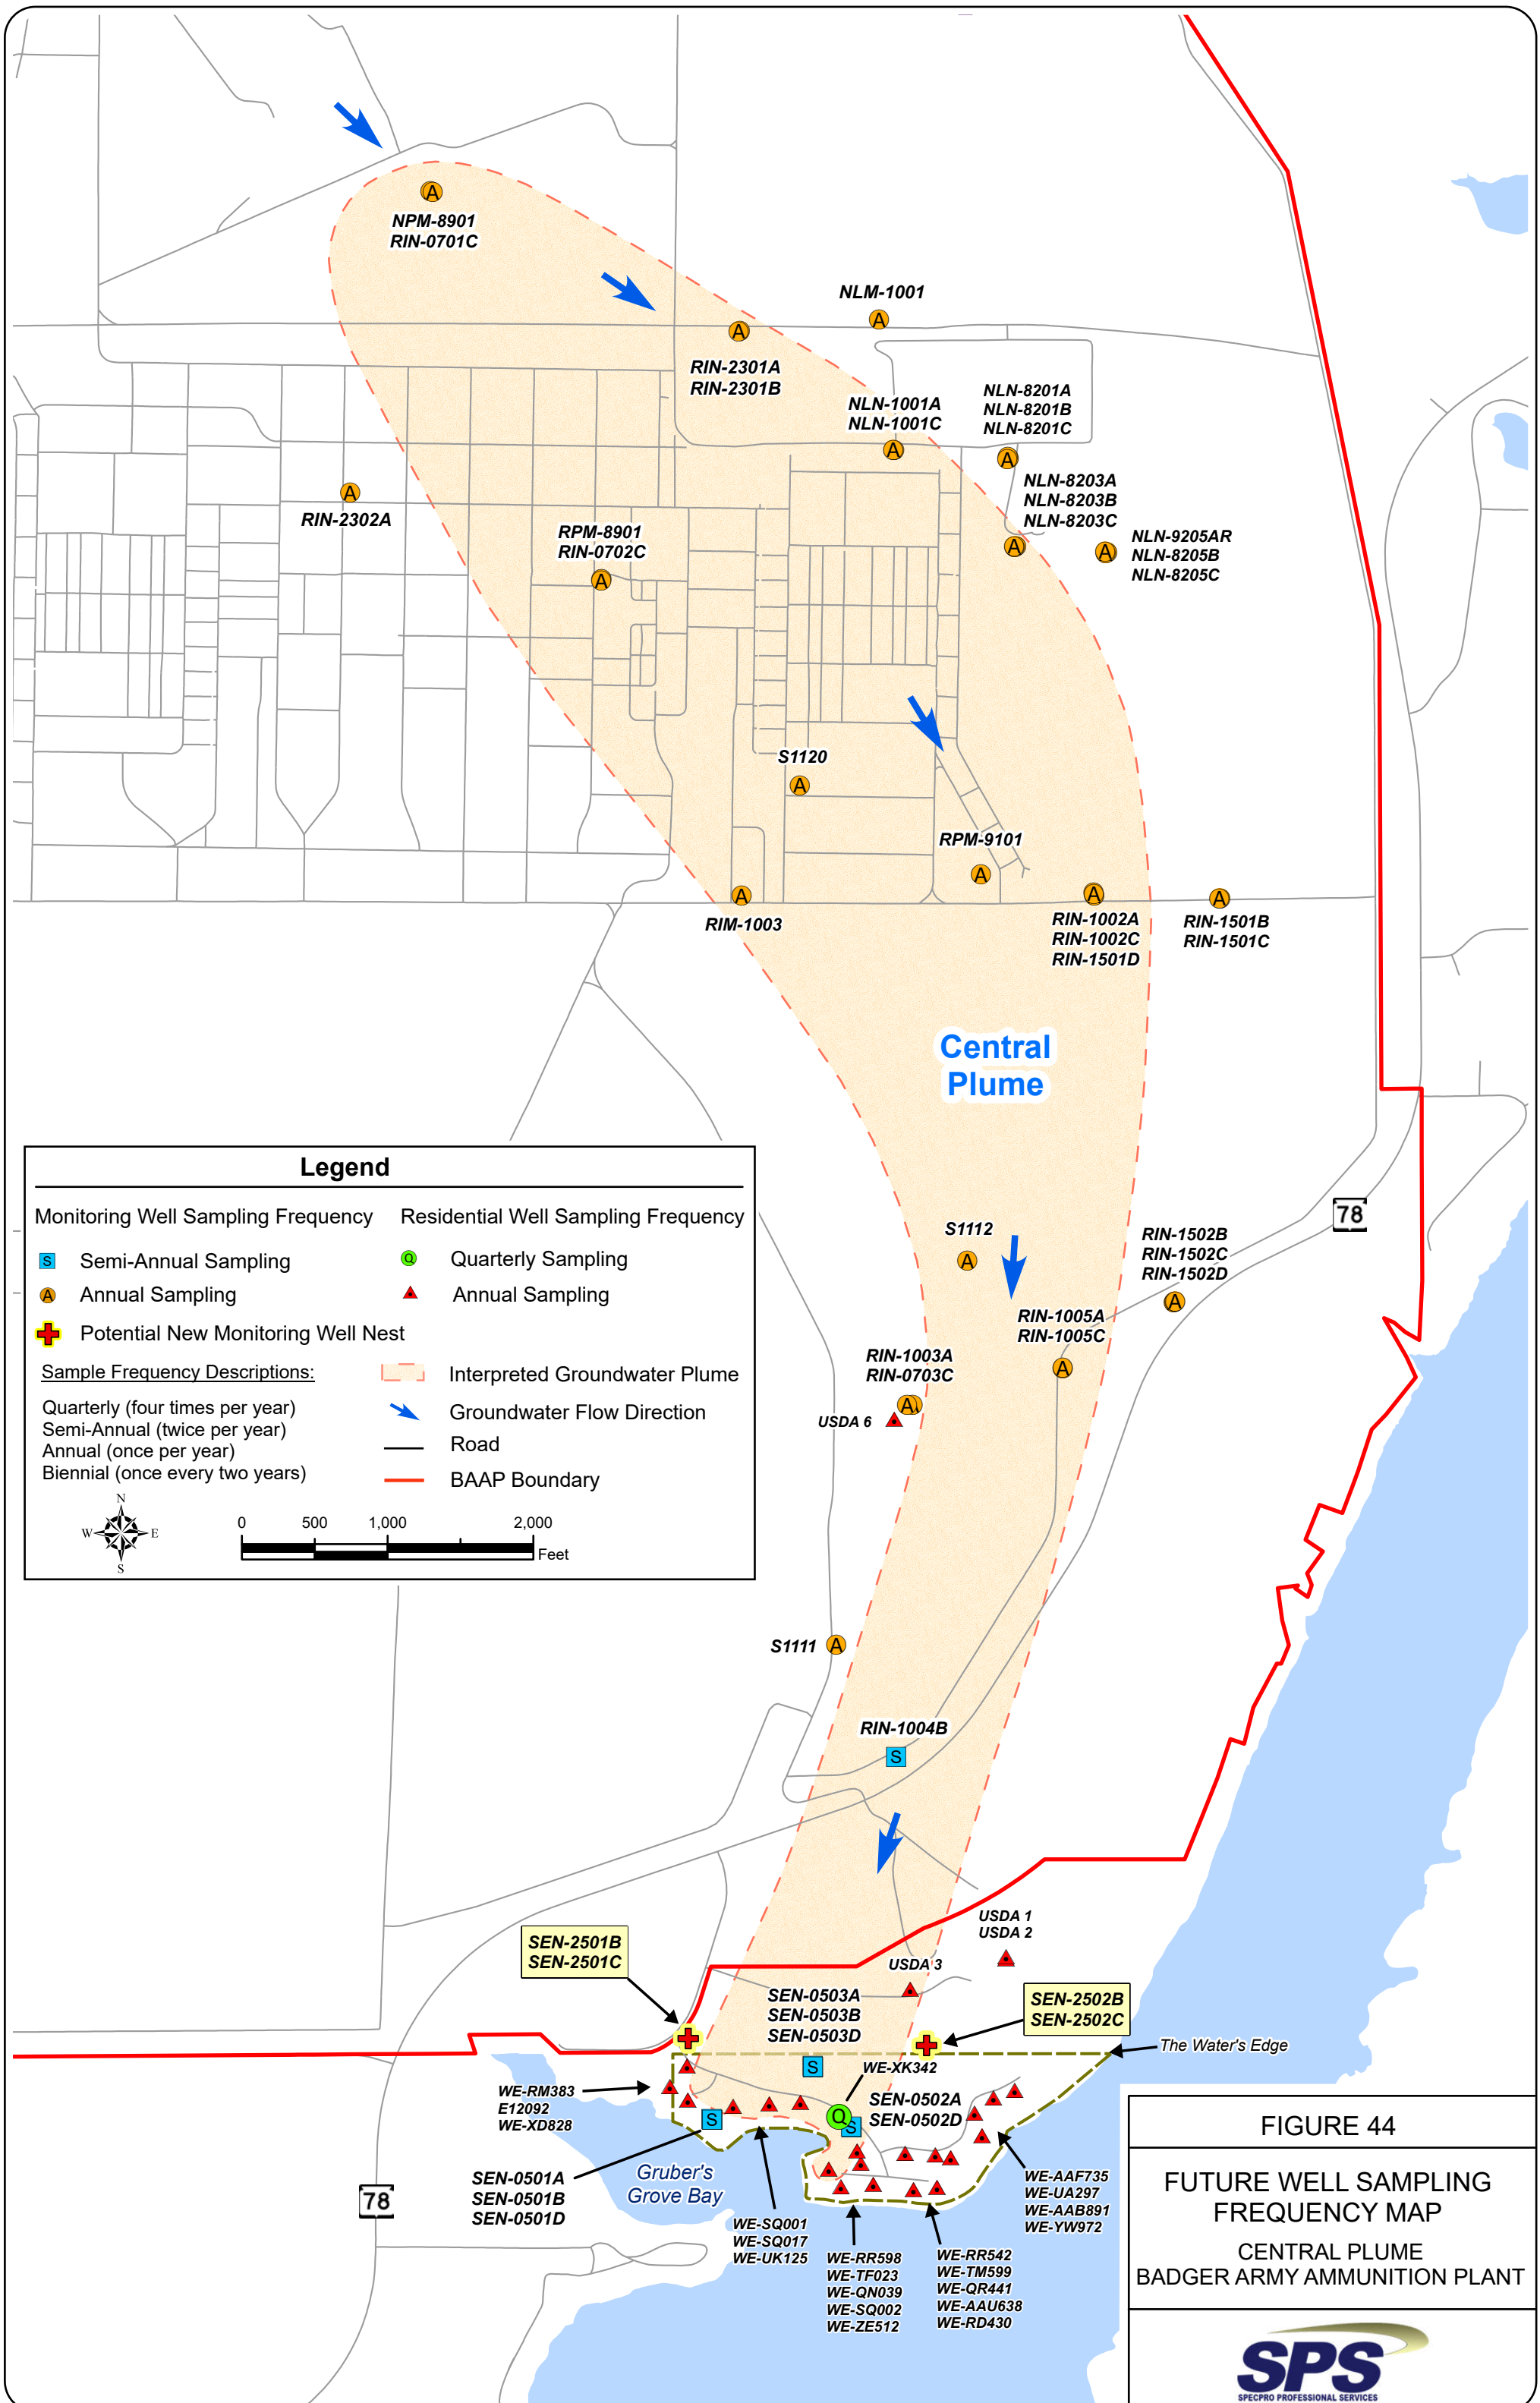 NPM-8901
RIN-0701C
NLM-1001
RIN-2301A
RIN-2301B
NLN-1001A
NLN-1001C
NLN-8201A
NLN-8201B
NLN-8201C
NLN-8203A
NLN-8203B
NLN-8203C
NLN-9205AR
NLN-8205B
NLN-8205C
RIN-2302A
RPM-8901
RIN-0702C
S1120
RPM-9101
RIM-1003
RIN-1002A
RIN-1002C
RIN-1501D
RIN-1501B
RIN-1501C
Central
Plume
Legend
Monitoring Well Sampling Frequency
Residential Well Sampling Frequency
S Semi-Annual Sampling
Q Quarterly Sampling
A Annual Sampling
Annual Sampling
Potential New Monitoring Well Nest
Sample Frequency Descriptions:
Quarterly (four times per year)
Semi-Annual (twice per year)
Annual (once per year)
Biennial (once every two years)
Interpreted Groundwater Plume
Groundwater Flow Direction
Road
BAAP Boundary
N
W E
S
0 500 1,000 2,000
Feet
78
S1112
RIN-1502B
RIN-1502C
RIN-1502D
RIN-1005A
RIN-1005C
RIN-1003A
RIN-0703C
USDA 6
S1111
RIN-1004B
USDA 1
USDA 2
USDA 3
SEN-2501B
SEN-2501C
SEN-0503A
SEN-0503B
SEN-0503D
SEN-2502B
SEN-2502C
The Water's Edge
WE-XK342
SEN-0502A
SEN-0502D
WE-RM383
E12092
WE-XD828
SEN-0501A
SEN-0501B
SEN-0501D
Gruber's
Grove Bay
78
WE-SQ001
WE-SQ017
WE-UK125
WE-RR598
WE-TF023
WE-QN039
WE-SQ002
WE-ZE512
WE-RR542
WE-TM599
WE-QR441
WE-AAU638
WE-RD430
WE-AAF735
WE-UA297
WE-AAB891
WE-YW972
FIGURE 44
FUTURE WELL SAMPLING
FREQUENCY MAP
CENTRAL PLUME
BADGER ARMY AMMUNITION PLANT
SPS
SPECPRO PROFESSIONAL SERVICES